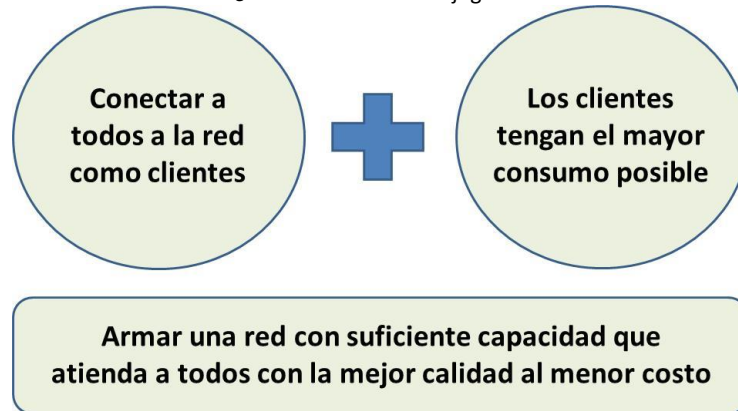 Conectar a
todos a la red
como clientes
Los clientes
tengan el mayor
consumo posible
Armar una red con suficiente capacidad que
atienda a todos con la mejor calidad al menor costo